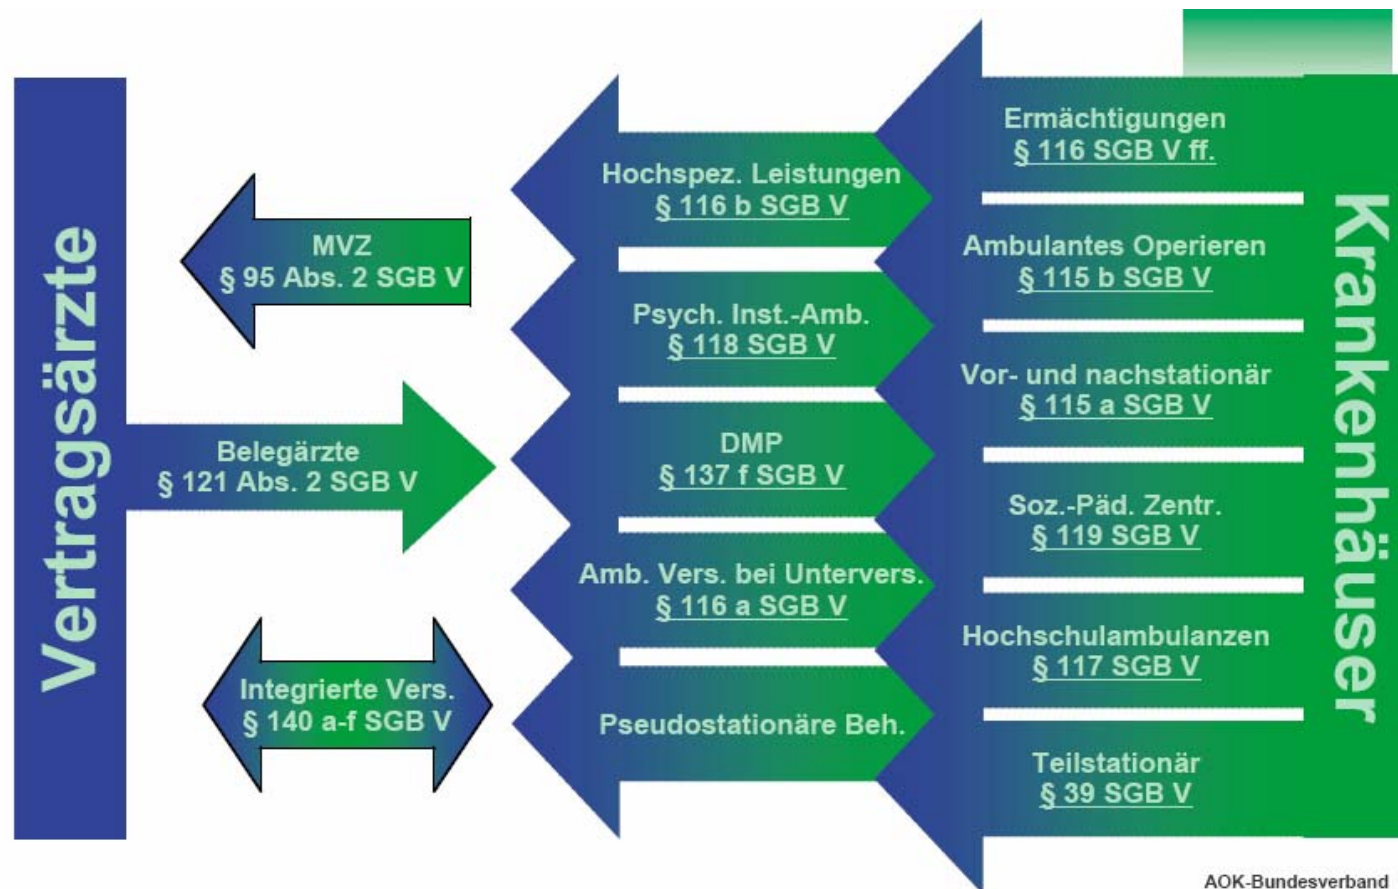 Vertragsärzte
MVZ
§ 95 Abs. 2 SGB V
Belegärzte
§ 121 Abs. 2 SGB V
Integrierte Vers.
§ 140 a-f SGB V
Hochspez. Leistungen
§ 116 b SGB V
Psych. Inst.-Amb.
§ 118 SGB V
DMP
§ 137 f SGB V
Amb. Vers. bei Untervers.
§ 116 a SGB V
Pseudostationäre Beh.
Ermächtigungen
§ 116 SGB V ff.
Ambulantes Operieren
§ 115 b SGB V
Vor- und nachstationär
§ 115 a SGB V
Soz.-Päd. Zentr.
§ 119 SGB V
Hochschulambulanzen
§ 117 SGB V
Teilstationär
§ 39 SGB V
Krankenhäuser
AOK-Bundesverband